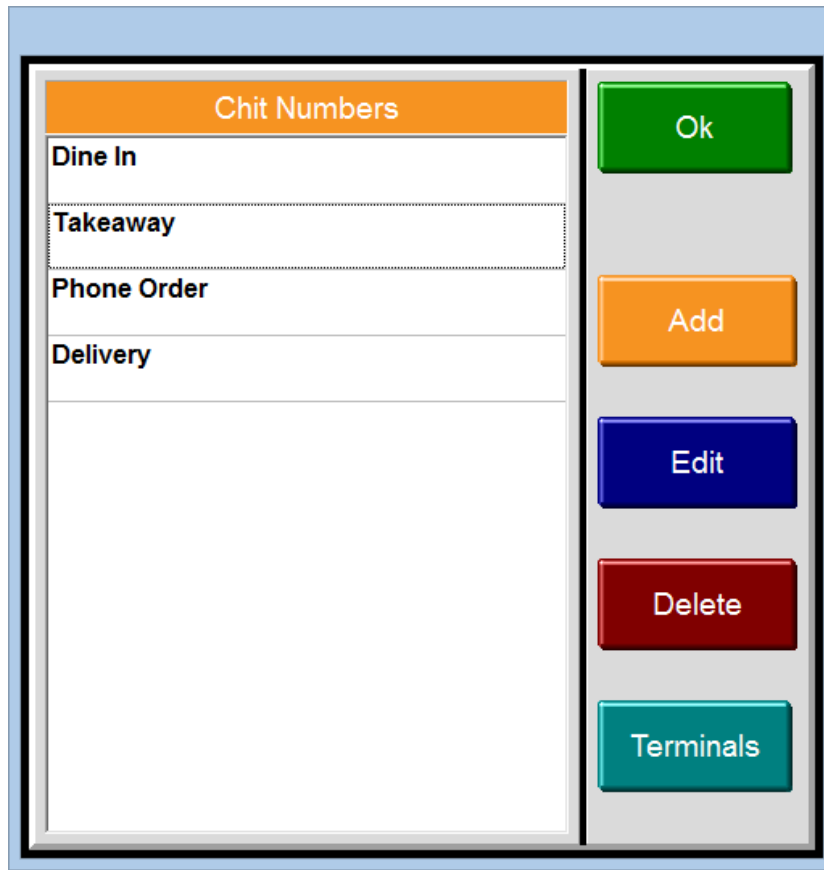 Chit Numbers
Dine In
Takeaway
Phone Order
Delivery
Ok
Add
Edit
Delete
Terminals